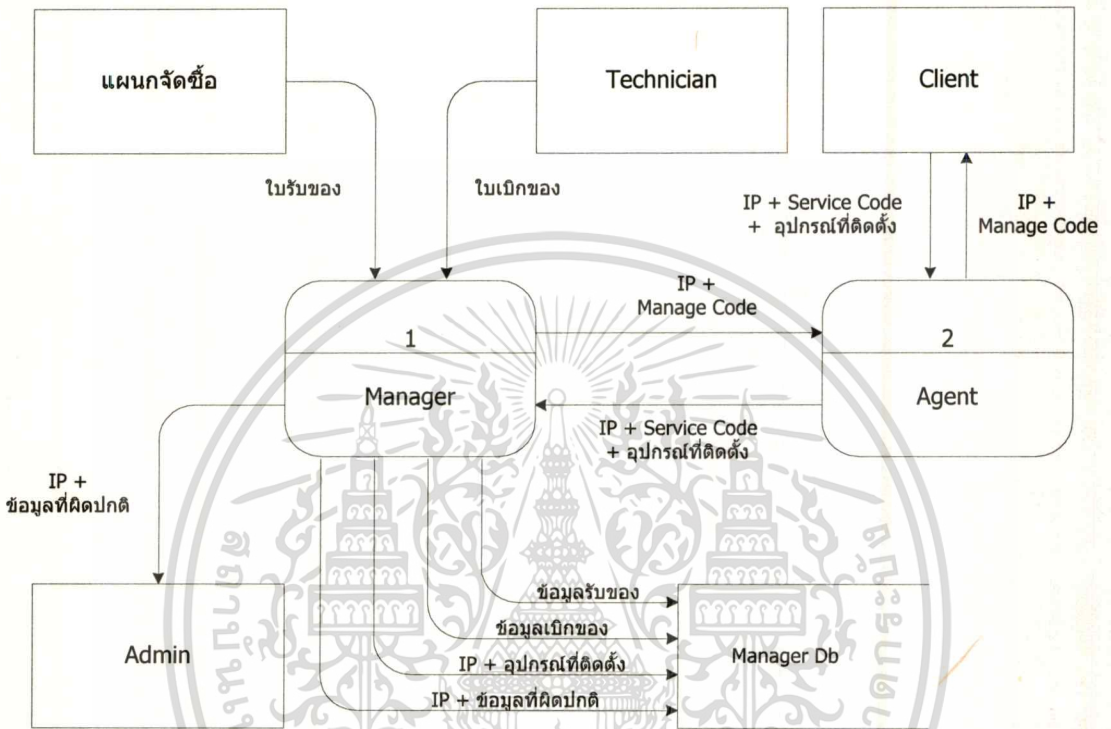 แผนกจัดซื้อ
Technician
Client
ใบรับของ
ใบเบิกของ
IP + Service Code
+ อุปกรณ์ที่ติดตั้ง
IP +
Manage Code
1
Manager
IP +
Manage Code
2
Agent
IP + Service Code
+ อุปกรณ์ที่ติดตั้ง
IP +
ข้อมูลที่ผิดปกติ
ข้อมูลรับของ
ข้อมูลเบิกของ
IP + อุปกรณ์ที่ติดตั้ง
IP + ข้อมูลที่ผิดปกติ
Admin
Manager Db